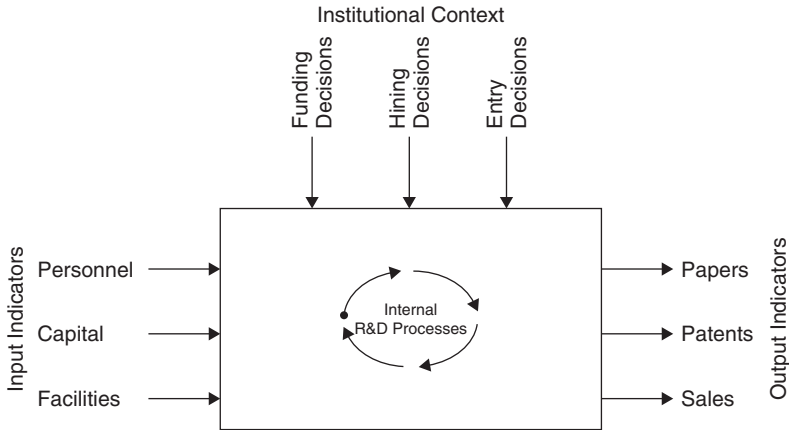 Institutional Context
Funding
Decisions
Hining
Decisions
Entry
Decisions
Input Indicators
Personnel
Capital
Facilities
Internal
R&D Processes
Papers
Patents
Sales
Output Indicators